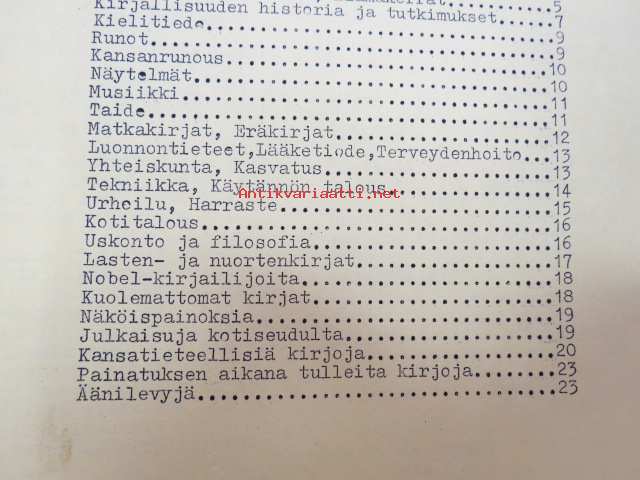 5
Kirjallisuuden historia ja tutkimukset..7
Kielitiede.............................9
Runot..................................9
Kansanrunous...........................10
Näytelmät..............................10
Musiikki...............................11
Taide..................................11
Matkakirjat, Eräkirjat.................12
Luonnontieteet,Lääketiede,Terveydenhoito...13
Yhteiskunta, Kasvatus..................13
Tekniikka, Käytännön talous............14
Antikvariaatti.net
Urheilu, Harraste......................15
Kotitalous.............................16
Uskonto ja filosofia...................16
Lasten- ja nuortenkirjat...............17
Nobel-kirjailijoita....................18
Kuolemattomat kirjat...................18
Näköispainoksia........................19
Julkaisuja kotiseudulta................19
Kansatieteellisiä kirjoja..............20
Painatuksen aikana tulleita kirjoja....23
Äänilevyjä.............................23